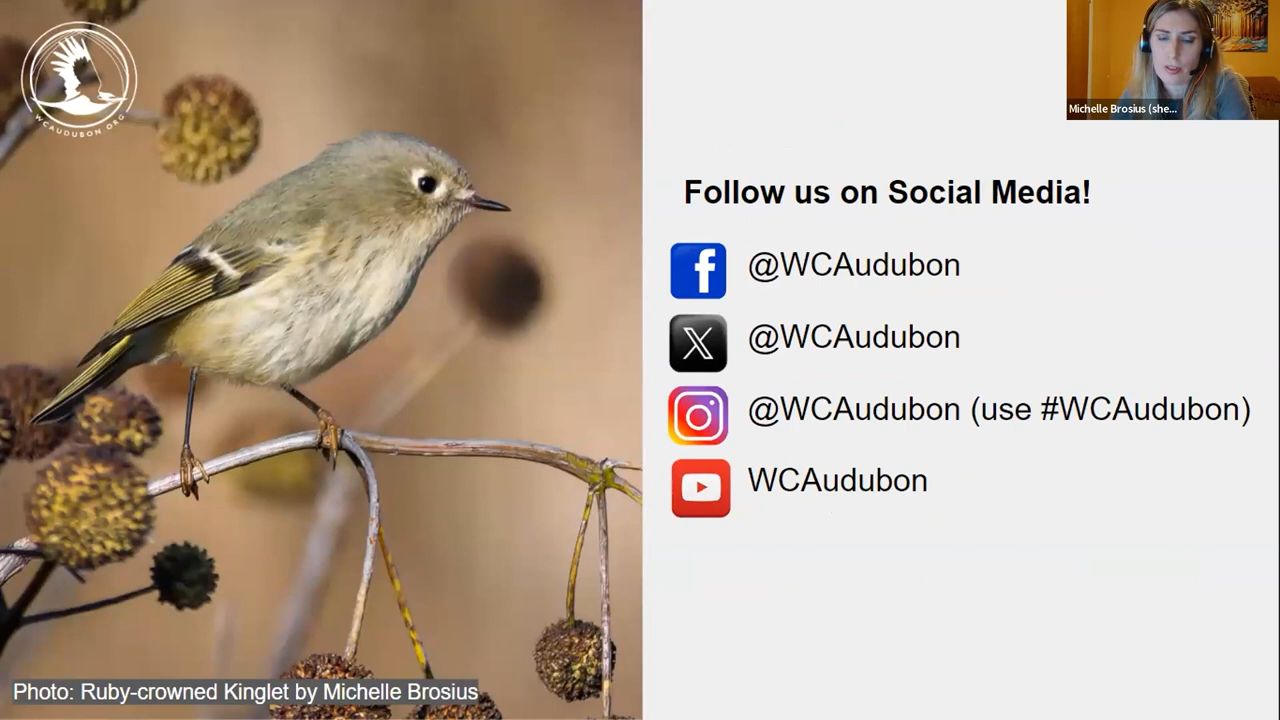 WCAUDUBON.ORG
Michelle Brosius (she...
Follow us on Social Media!
f @WCAudubon
X @WCAudubon
@WCAudubon (use #WCAudubon)
WCAudubon
Photo: Ruby-crowned Kinglet by Michelle Brosius